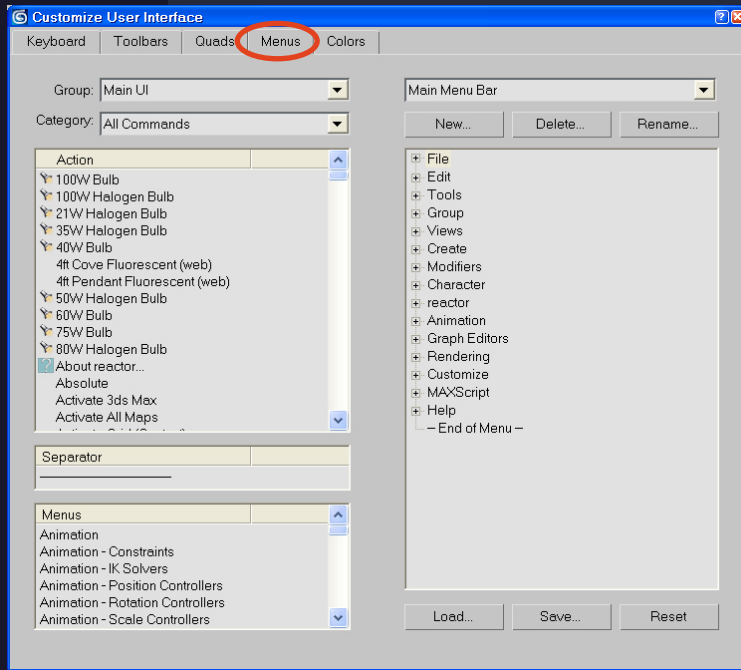 Customize User Interface
Keyboard Toolbars Quads Menus Colors
Group: Main UI
Category: All Commands
Action
100W Bulb
100W Halogen Bulb
21W Halogen Bulb
35W Halogen Bulb
40W Bulb
4ft Cove Fluorescent (web)
4ft Pendant Fluorescent (web)
50W Halogen Bulb
60W Bulb
75W Bulb
80W Halogen Bulb
About reactor...
Absolute
Activate 3ds Max
Activate All Maps
Separator
Menus
Animation
Animation - Constraints
Animation - IK Solvers
Animation - Position Controllers
Animation - Rotation Controllers
Animation - Scale Controllers
Main Menu Bar
New... Delete... Rename...
File
Edit
Tools
Group
Views
Create
Modifiers
Character
reactor
Animation
Graph Editors
Rendering
Customize
MAXScript
Help
– End of Menu –
Load... Save... Reset